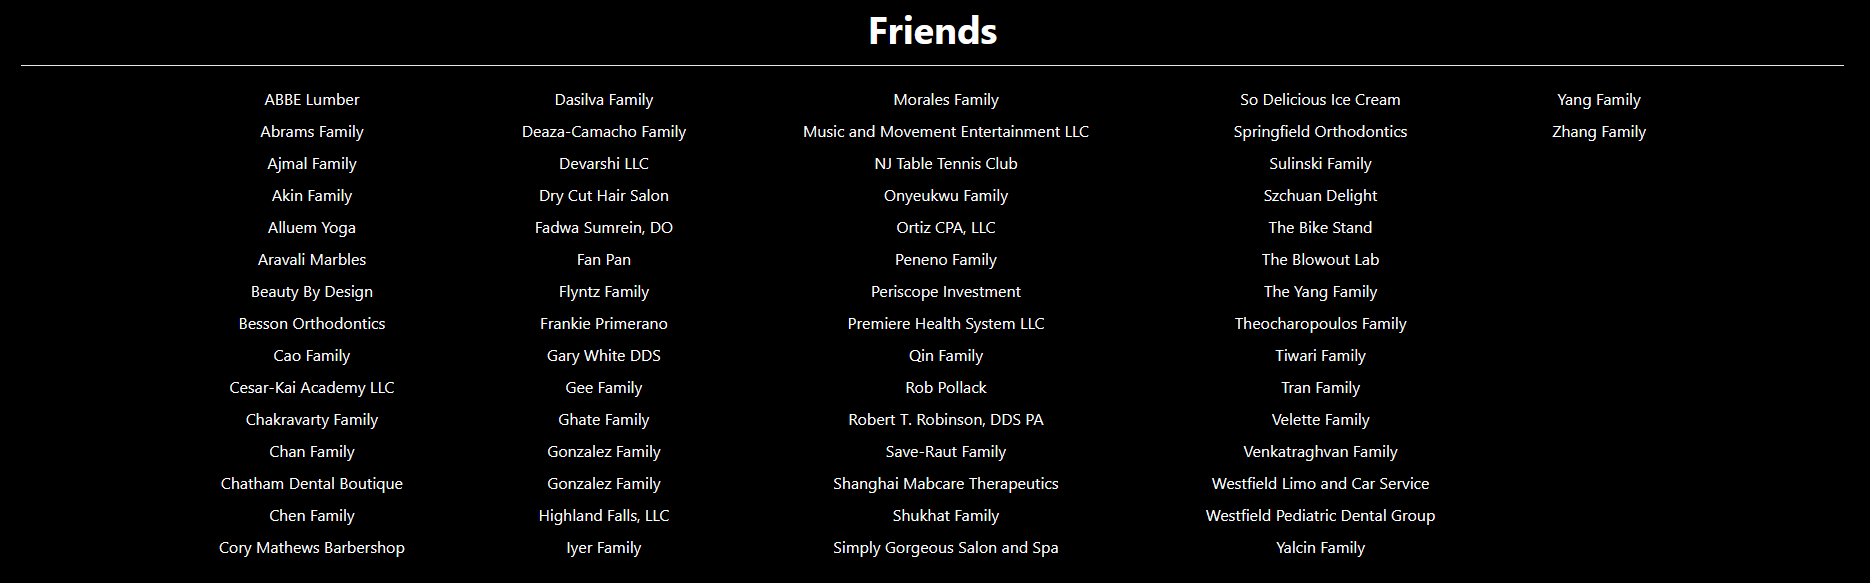 Friends
ABBE Lumber
Abrams Family
Ajmal Family
Akin Family
Alluem Yoga
Aravali Marbles
Beauty By Design
Besson Orthodontics
Cao Family
Cesar-Kai Academy LLC
Chakravarty Family
Chan Family
Chatham Dental Boutique
Chen Family
Cory Mathews Barbershop
Dasilva Family
Deaza-Camacho Family
Devarshi LLC
Dry Cut Hair Salon
Fadwa Sumrein, DO
Fan Pan
Flyntz Family
Frankie Primerano
Gary White DDS
Gee Family
Ghate Family
Gonzalez Family
Gonzalez Family
Highland Falls, LLC
Iyer Family
Morales Family
Music and Movement Entertainment LLC
NJ Table Tennis Club
Onyeukwu Family
Ortiz CPA, LLC
Peneno Family
Periscope Investment
Premiere Health System LLC
Qin Family
Rob Pollack
Robert T. Robinson, DDS PA
Save-Raut Family
Shanghai Mabcare Therapeutics
Shukhat Family
Simply Gorgeous Salon and Spa
So Delicious Ice Cream
Springfield Orthodontics
Sulinski Family
Szchuan Delight
The Bike Stand
The Blowout Lab
The Yang Family
Theocharopoulos Family
Tiwari Family
Tran Family
Velette Family
Venkatraghvan Family
Westfield Limo and Car Service
Westfield Pediatric Dental Group
Yalcin Family
Yang Family
Zhang Family